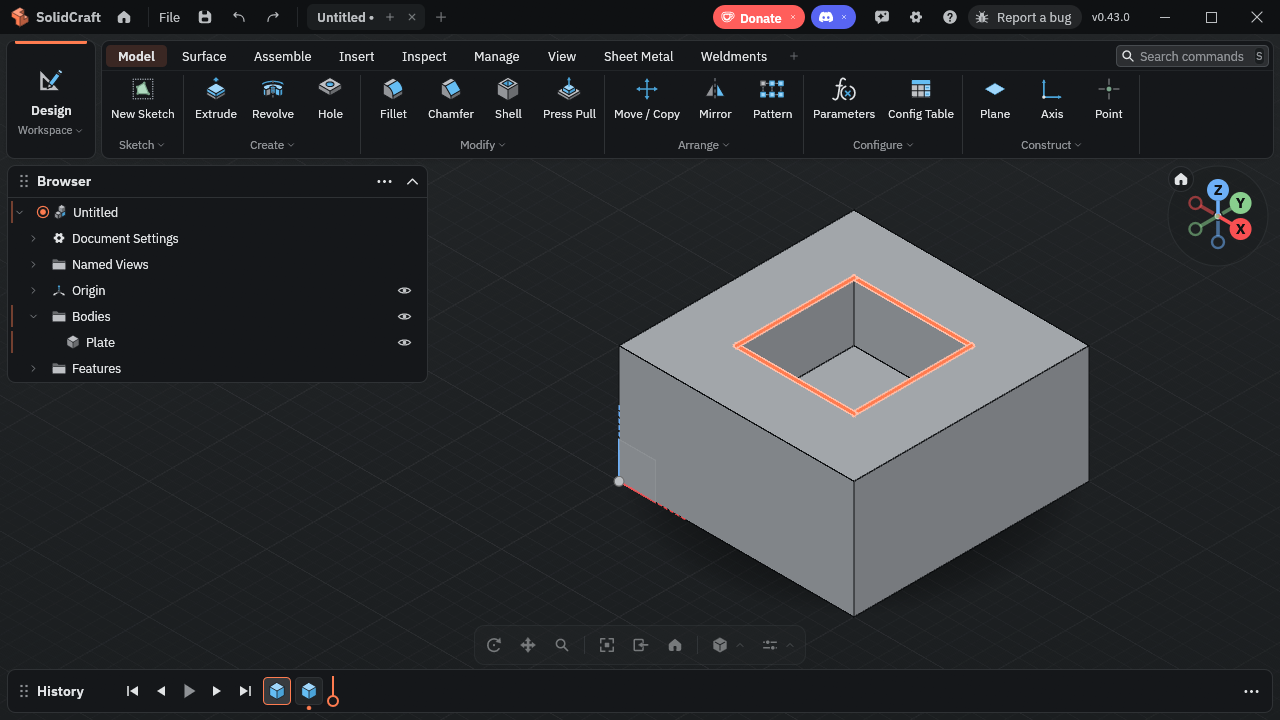 SolidCraft File Untitled • Donate Report a bug v0.43.0
Model Surface Assemble Insert Inspect Manage View Sheet Metal Weldments Search commands S
Design
Workspace
New Sketch Extrude Revolve Hole Fillet Chamfer Shell Press Pull Move / Copy Mirror Pattern Parameters Config Table Plane Axis Point
Sketch Create Modify Arrange Configure Construct
Browser
Untitled
Document Settings
Named Views
Origin
Bodies
Plate
Features
Z
Y
X
History